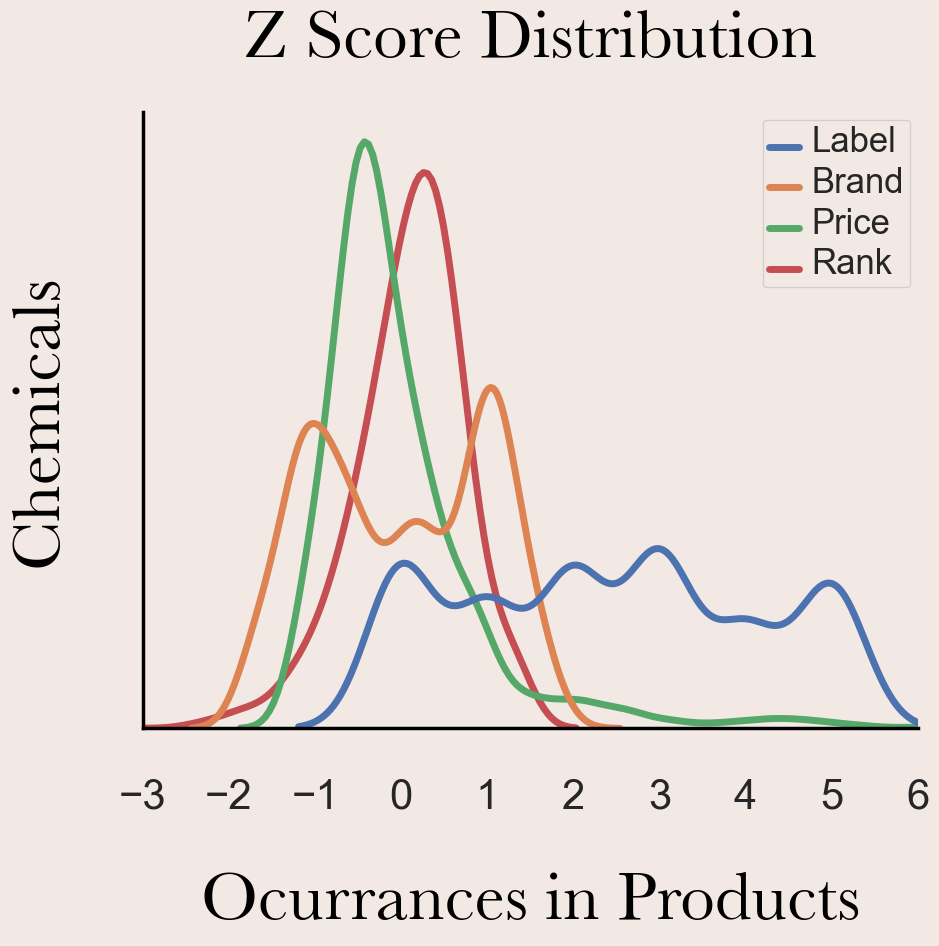 Z Score Distribution
Label
Brand
Price
Rank
Chemicals
−3 −2 −1 0 1 2 3 4 5 6
Ocurrances in Products